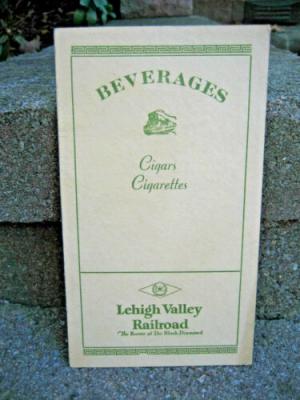 BEVERAGES
Cigars
Cigarettes
Lehigh Valley
Railroad
The Route of The Black Diamond